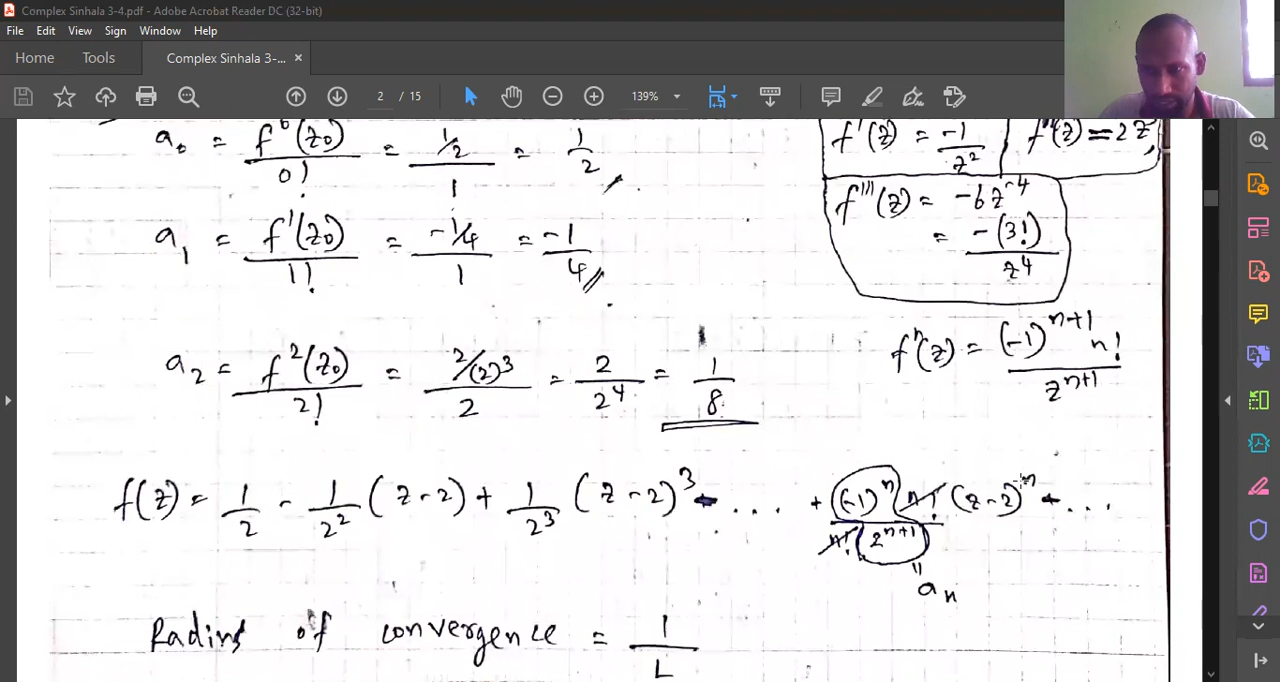 Complex Sinhala 3-4.pdf - Adobe Acrobat Reader DC (32-bit)
File Edit View Sign Window Help
Home Tools Complex Sinhala 3-... ×
2 / 15 139%
a₀ = f⁰(z₀)/0! = (1/2)/1 = 1/2
f'(z) = -1/z² f''(z) = 2z
f'''(z) = -6z⁻⁴
= -(3!)/z⁴
a₁ = f'(z₀)/1! = (-1/4)/1 = -1/4
fⁿ(z) = (-1)ⁿ⁺¹ n!/zⁿ⁺¹
a₂ = f²(z₀)/2! = (2/(2)³)/2 = 2/2⁴ = 1/8
f(z) = 1/2 - 1/2² (z-2) + 1/2³ (z-2)³ - ... + (-1)ⁿ n!/(n! 2ⁿ⁺¹) (z-2)ⁿ + ...
" aₙ
Radius of convergence = 1/L